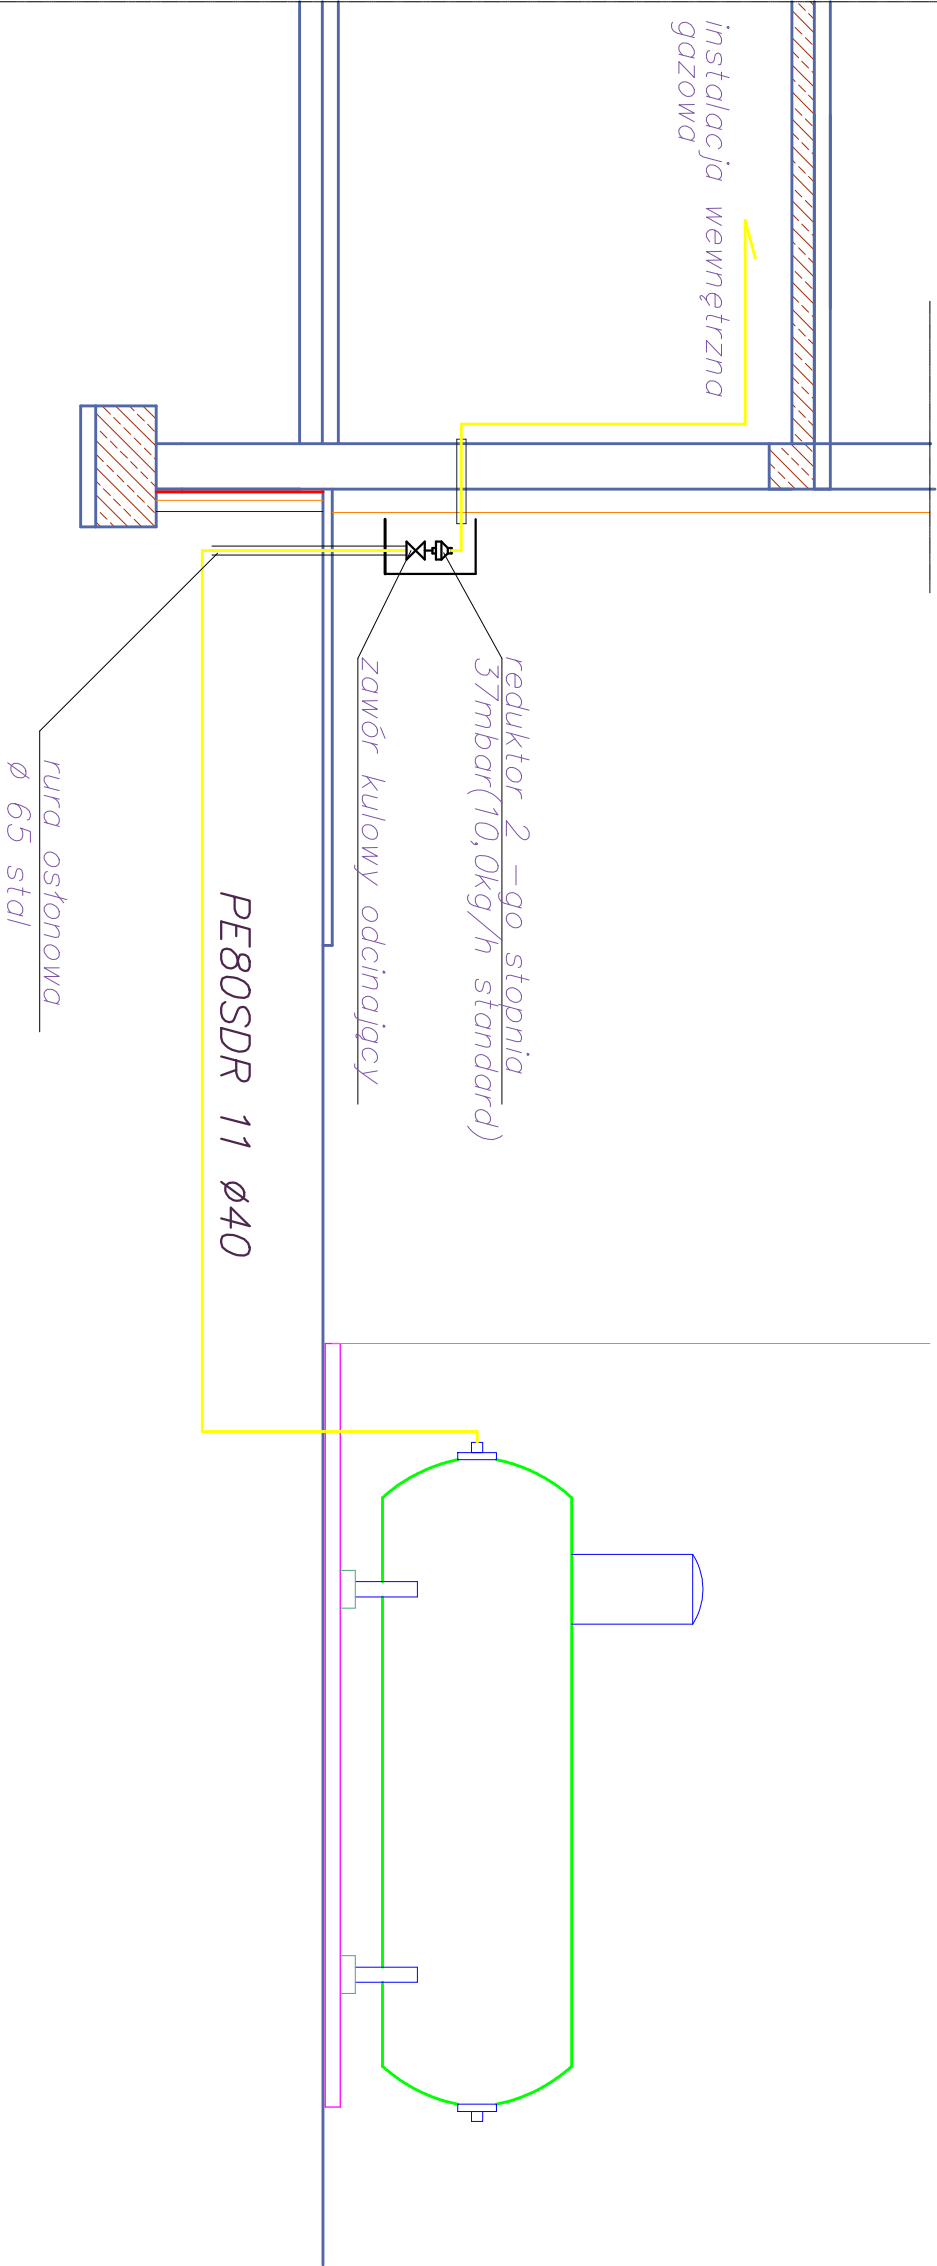 instalacja wewnętrzna
gazowa
reduktor 2 -go stopnia
37mbar(10,0kg/h standard)
zawór kulowy odcinający
PE80SDR 11 ø40
rura osłonowa
ø 65 stal